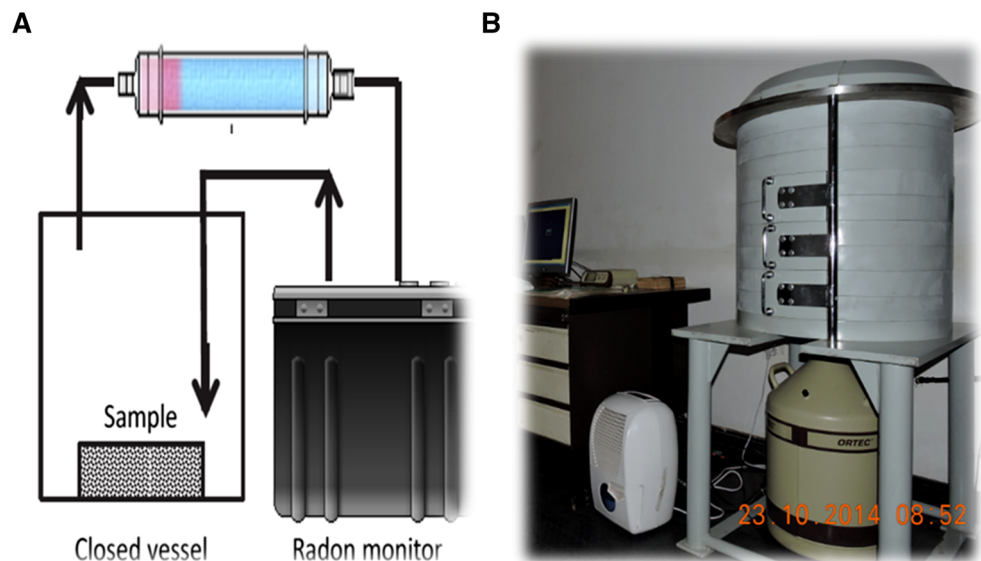 A
B
Sample
Closed vessel
Radon monitor
ORTEC
23.10.2014 08:52